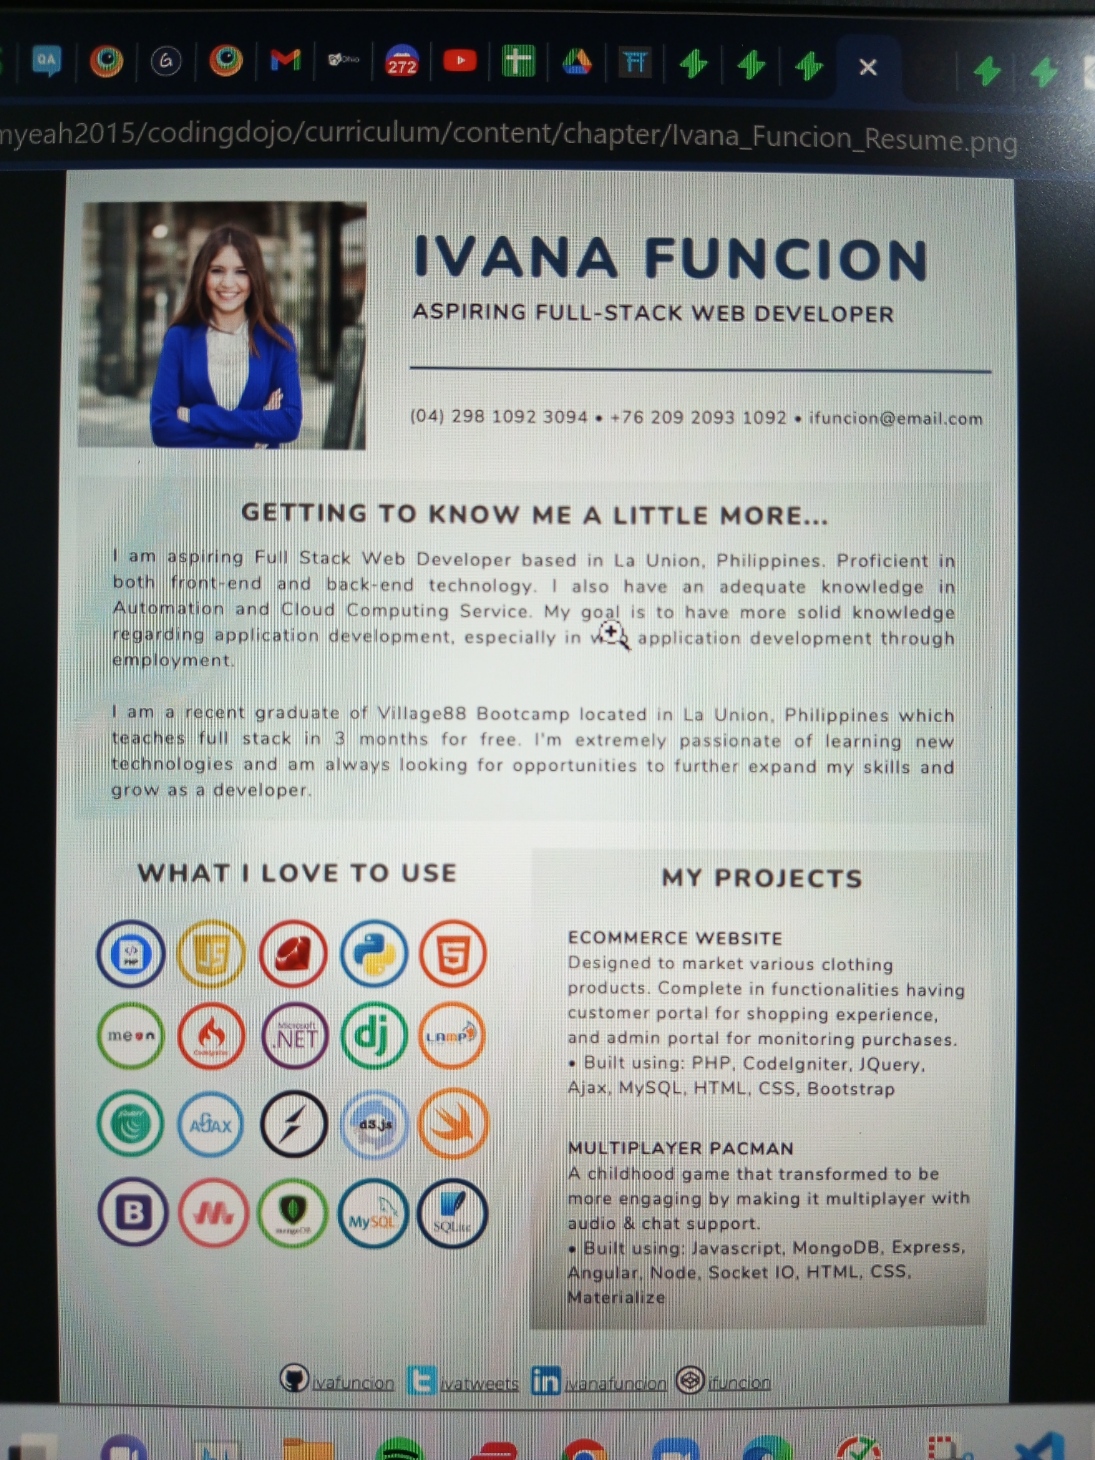 QA
G
Ohio
272
myeah2015/codingdojo/curriculum/content/chapter/Ivana_Funcion_Resume.png
IVANA FUNCION
ASPIRING FULL-STACK WEB DEVELOPER
(04) 298 1092 3094 • +76 209 2093 1092 • ifuncion@email.com
GETTING TO KNOW ME A LITTLE MORE...
I am aspiring Full Stack Web Developer based in La Union, Philippines. Proficient in
both front-end and back-end technology. I also have an adequate knowledge in
Automation and Cloud Computing Service. My goal is to have more solid knowledge
regarding application development, especially in application development through
employment.
I am a recent graduate of Village88 Bootcamp located in La Union, Philippines which
teaches full stack in 3 months for free. I'm extremely passionate of learning new
technologies and am always looking for opportunities to further expand my skills and
grow as a developer.
WHAT I LOVE TO USE
PHP JS 5
mean CodeIgniter Microsoft .NET dj LAMP
AJAX d3.js
B mongoDB MySQL SQLite
MY PROJECTS
ECOMMERCE WEBSITE
Designed to market various clothing
products. Complete in functionalities having
customer portal for shopping experience,
and admin portal for monitoring purchases.
• Built using: PHP, CodeIgniter, JQuery,
Ajax, MySQL, HTML, CSS, Bootstrap
MULTIPLAYER PACMAN
A childhood game that transformed to be
more engaging by making it multiplayer with
audio & chat support.
• Built using: Javascript, MongoDB, Express,
Angular, Node, Socket IO, HTML, CSS,
Materialize
ivafuncion ivatweets in ivanafuncion ifuncion